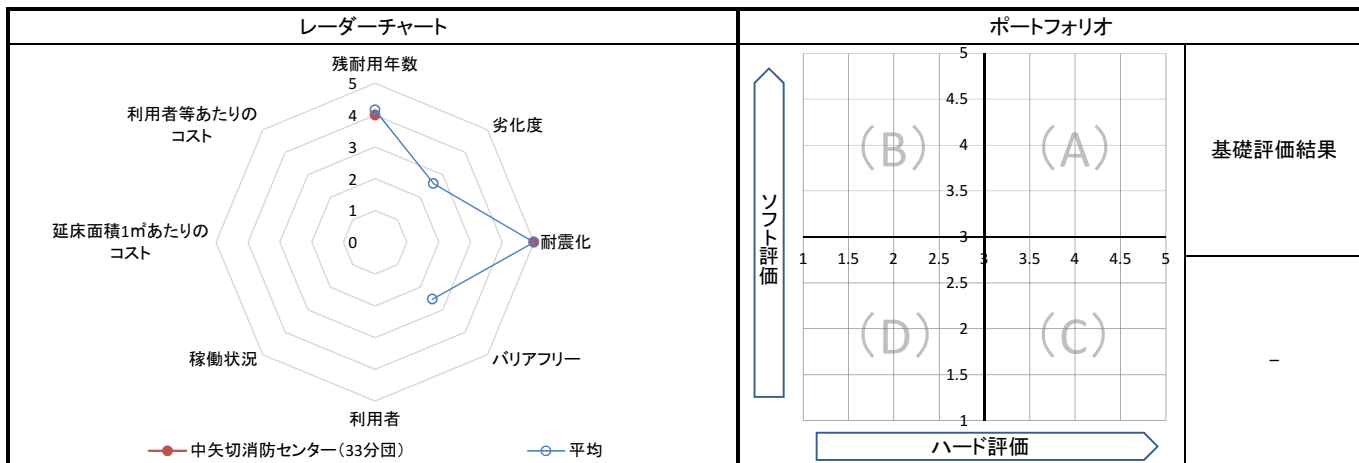 レーダーチャート
残耐用年数
劣化度
耐震化
バリアフリー
利用者
稼働状況
延床面積1㎡あたりの
コスト
利用者等あたりの
コスト
5
4
3
2
1
0
中矢切消防センター(33分団)
平均
ポートフォリオ
ソフト評価
5
4.5
4
3.5
3
2.5
2
1.5
1
1 1.5 2 2.5 3 3.5 4 4.5 5
(B)
(A)
(D)
(C)
ハード評価
基礎評価結果
–